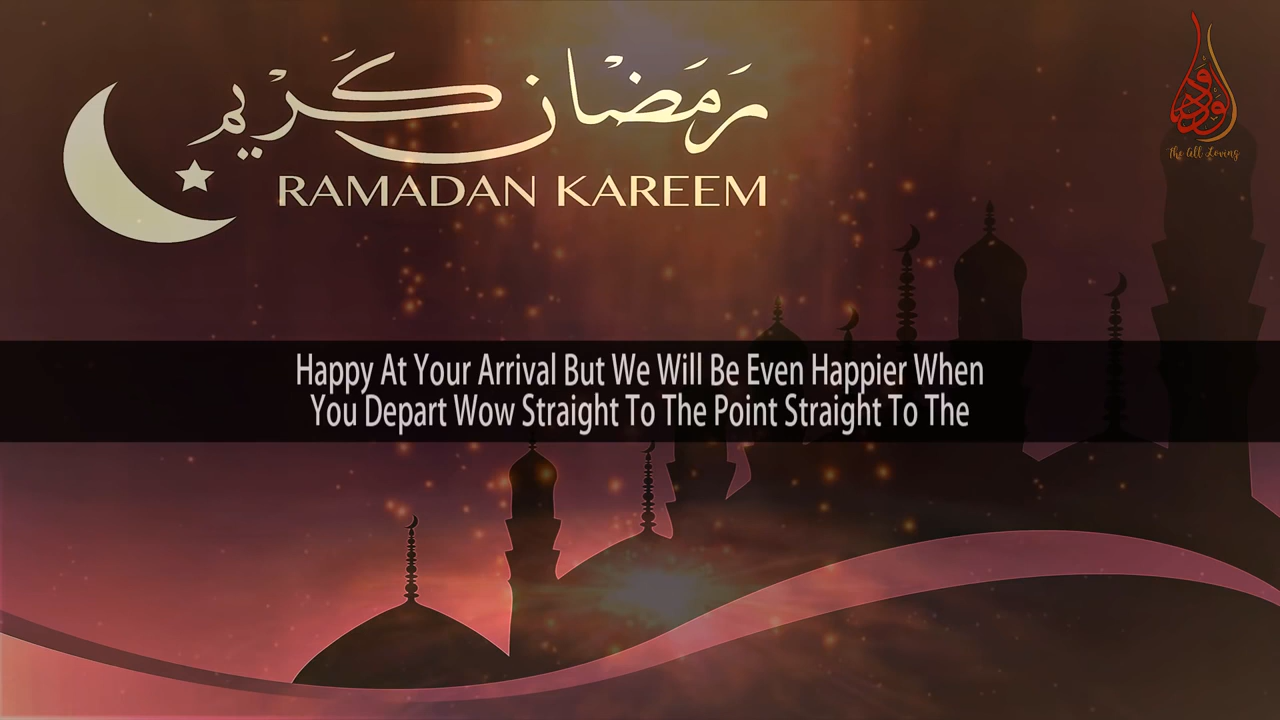 رَمَضَان كَرْيم
RAMADAN KAREEM
The All Loving
Happy At Your Arrival But We Will Be Even Happier When
You Depart Wow Straight To The Point Straight To The